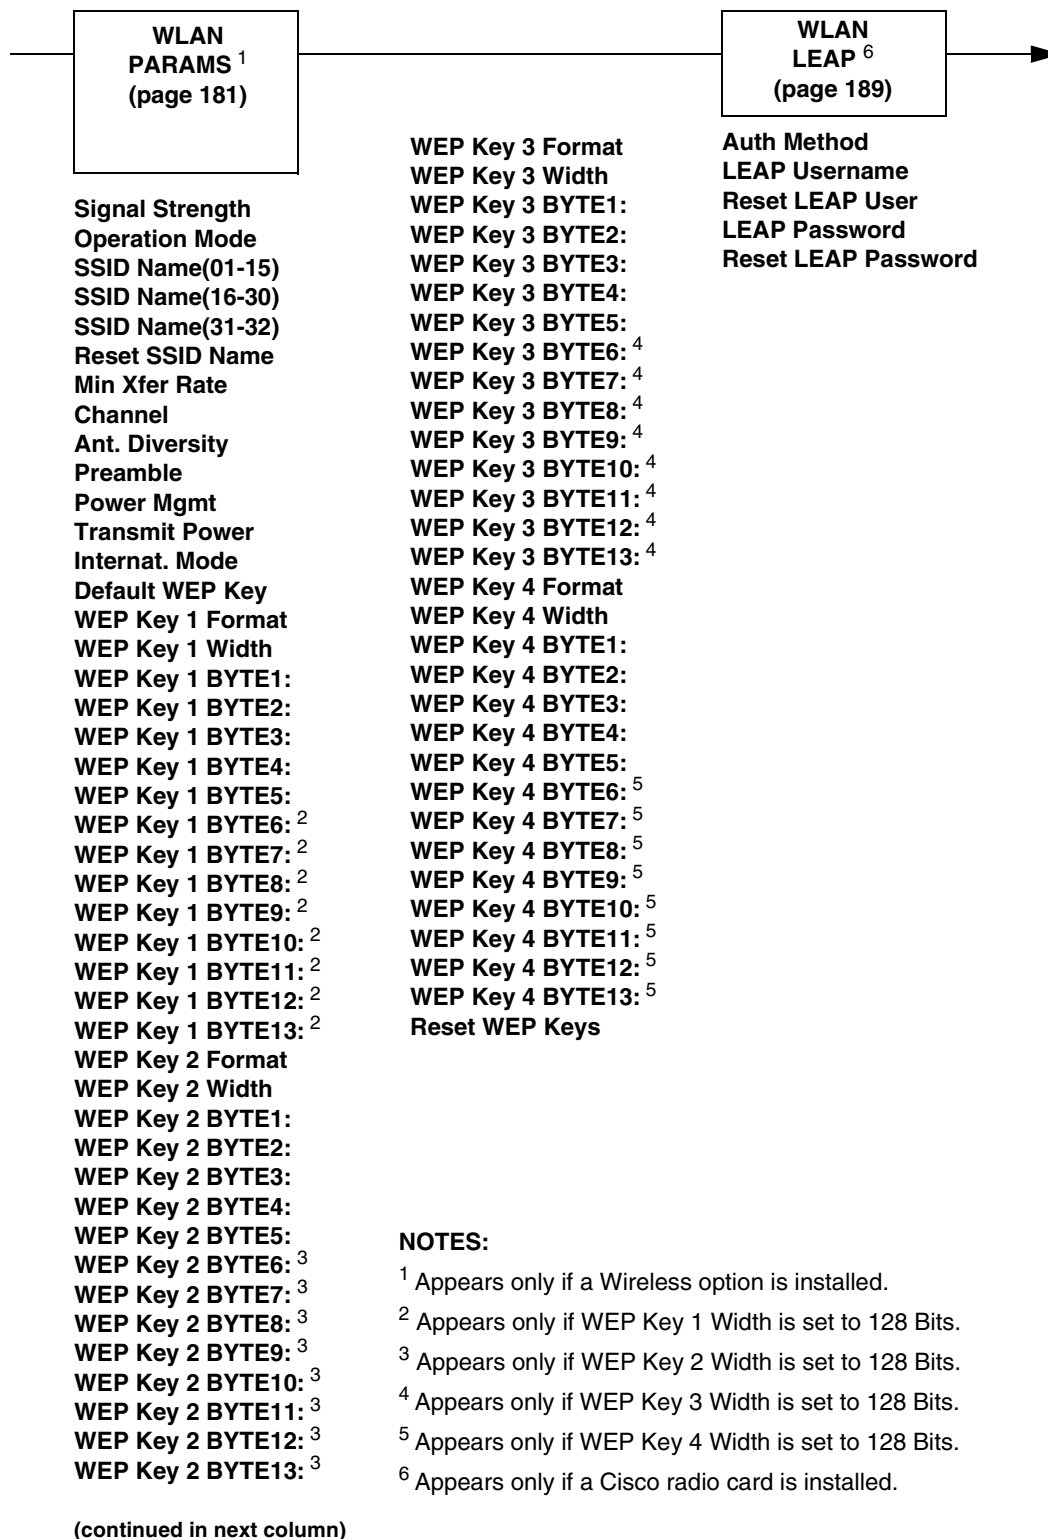 WLAN
PARAMS 1
(page 181)
Signal Strength
Operation Mode
SSID Name(01-15)
SSID Name(16-30)
SSID Name(31-32)
Reset SSID Name
Min Xfer Rate
Channel
Ant. Diversity
Preamble
Power Mgmt
Transmit Power
Internat. Mode
Default WEP Key
WEP Key 1 Format
WEP Key 1 Width
WEP Key 1 BYTE1:
WEP Key 1 BYTE2:
WEP Key 1 BYTE3:
WEP Key 1 BYTE4:
WEP Key 1 BYTE5:
WEP Key 1 BYTE6: 2
WEP Key 1 BYTE7: 2
WEP Key 1 BYTE8: 2
WEP Key 1 BYTE9: 2
WEP Key 1 BYTE10: 2
WEP Key 1 BYTE11: 2
WEP Key 1 BYTE12: 2
WEP Key 1 BYTE13: 2
WEP Key 2 Format
WEP Key 2 Width
WEP Key 2 BYTE1:
WEP Key 2 BYTE2:
WEP Key 2 BYTE3:
WEP Key 2 BYTE4:
WEP Key 2 BYTE5:
WEP Key 2 BYTE6: 3
WEP Key 2 BYTE7: 3
WEP Key 2 BYTE8: 3
WEP Key 2 BYTE9: 3
WEP Key 2 BYTE10: 3
WEP Key 2 BYTE11: 3
WEP Key 2 BYTE12: 3
WEP Key 2 BYTE13: 3
(continued in next column)
WEP Key 3 Format
WEP Key 3 Width
WEP Key 3 BYTE1:
WEP Key 3 BYTE2:
WEP Key 3 BYTE3:
WEP Key 3 BYTE4:
WEP Key 3 BYTE5:
WEP Key 3 BYTE6: 4
WEP Key 3 BYTE7: 4
WEP Key 3 BYTE8: 4
WEP Key 3 BYTE9: 4
WEP Key 3 BYTE10: 4
WEP Key 3 BYTE11: 4
WEP Key 3 BYTE12: 4
WEP Key 3 BYTE13: 4
WEP Key 4 Format
WEP Key 4 Width
WEP Key 4 BYTE1:
WEP Key 4 BYTE2:
WEP Key 4 BYTE3:
WEP Key 4 BYTE4:
WEP Key 4 BYTE5:
WEP Key 4 BYTE6: 5
WEP Key 4 BYTE7: 5
WEP Key 4 BYTE8: 5
WEP Key 4 BYTE9: 5
WEP Key 4 BYTE10: 5
WEP Key 4 BYTE11: 5
WEP Key 4 BYTE12: 5
WEP Key 4 BYTE13: 5
Reset WEP Keys
WLAN
LEAP 6
(page 189)
Auth Method
LEAP Username
Reset LEAP User
LEAP Password
Reset LEAP Password
NOTES:
1 Appears only if a Wireless option is installed.
2 Appears only if WEP Key 1 Width is set to 128 Bits.
3 Appears only if WEP Key 2 Width is set to 128 Bits.
4 Appears only if WEP Key 3 Width is set to 128 Bits.
5 Appears only if WEP Key 4 Width is set to 128 Bits.
6 Appears only if a Cisco radio card is installed.